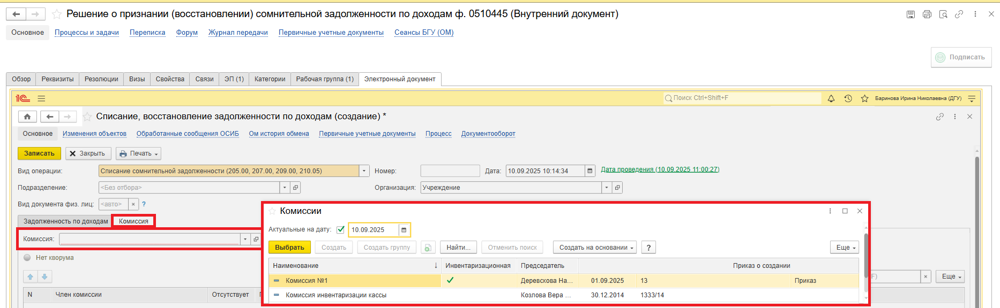 Решение о признании (восстановлении) сомнительной задолженности по доходам ф. 0510445 (Внутренний документ)
Основное Процессы и задачи Переписка Форум Журнал передачи Первичные учетные документы Сеансы БГУ (ОМ)
Подписать
Обзор Реквизиты Резолюции Визы Свойства Связи ЭП (1) Категории Рабочая группа (1) Электронный документ
1С Поиск Ctrl+Shift+F Баринова Ирина Николаевна (ДГУ)
Списание, восстановление задолженности по доходам (создание) *
Основное Изменения объектов Обработанные сообщения ОСИБ Ом история обмена Первичные учетные документы Процесс Документооборот
Записать Закрыть Печать
Вид операции: Списание сомнительной задолженности (205.00, 207.00, 209.00, 210.05) Номер: Дата: 10.09.2025 10:14:34 Дата проведения (10.09.2025 11:00:27)
Подразделение: <Без отбора> Организация: Учреждение
Вид документа физ. лиц: <авто> × ?
Задолженность по доходам Комиссия
Комиссия:
Нет кворума
F) × Еще
N Член комиссии Отсутствует
Комиссии
Актуальные на дату: 10.09.2025
Выбрать Создать Создать группу Найти... Отменить поиск Создать на основании ? Еще
Наименование ↓ Инвентаризационная Председатель Приказ о создании
Комиссия №1 Деревскова На... 01.09.2025 13 Приказ
Комиссия инвентаризации кассы Козлова Вера ... 30.12.2014 1333/14